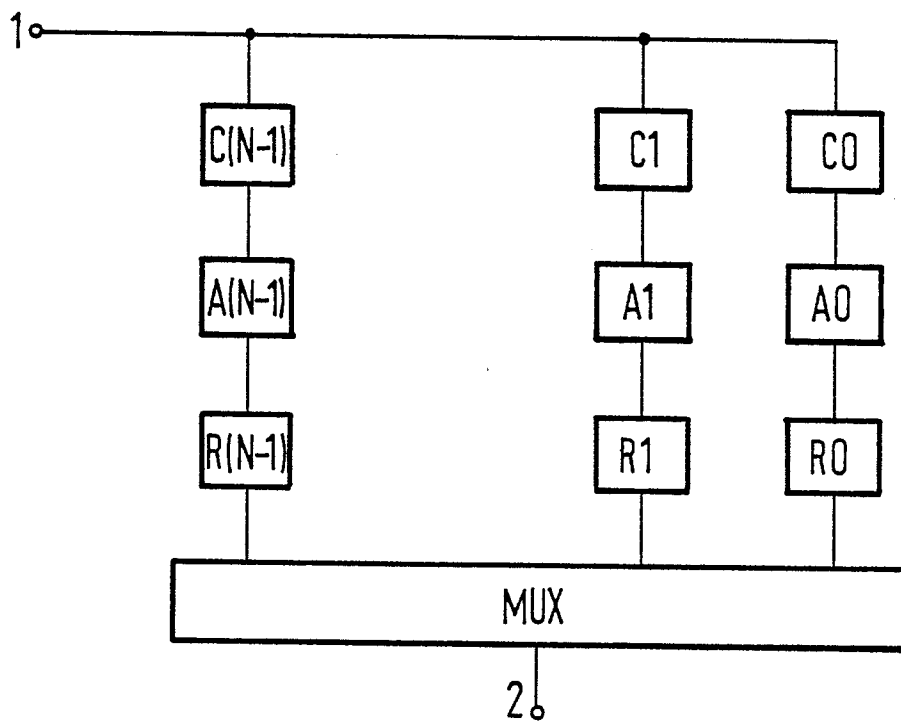 1
C(N-1) C1 C0
A(N-1) A1 A0
R(N-1) R1 R0
MUX
2